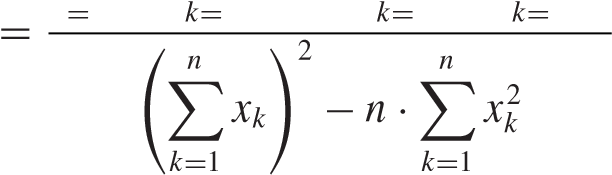 = = k= k= k=
(∑_{k=1}^{n} x_k)^2 − n · ∑_{k=1}^{n} x_k^2